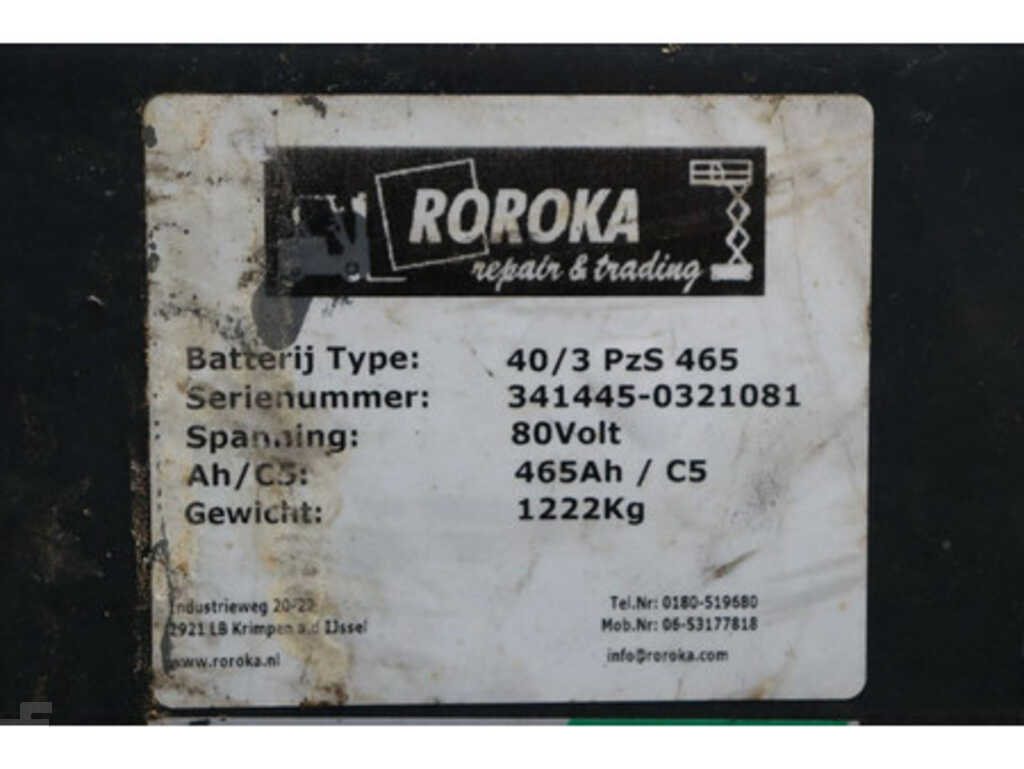 ROROKA
repair & trading
Batterij Type: 40/3 PzS 465
Serienummer: 341445-0321081
Spanning: 80Volt
Ah/C5: 465Ah / C5
Gewicht: 1222Kg
Industrieweg 20-22 Tel.Nr: 0180-519680
2921 LB Krimpen a.d IJssel Mob.Nr: 06-53177818
www.roroka.nl info@roroka.com